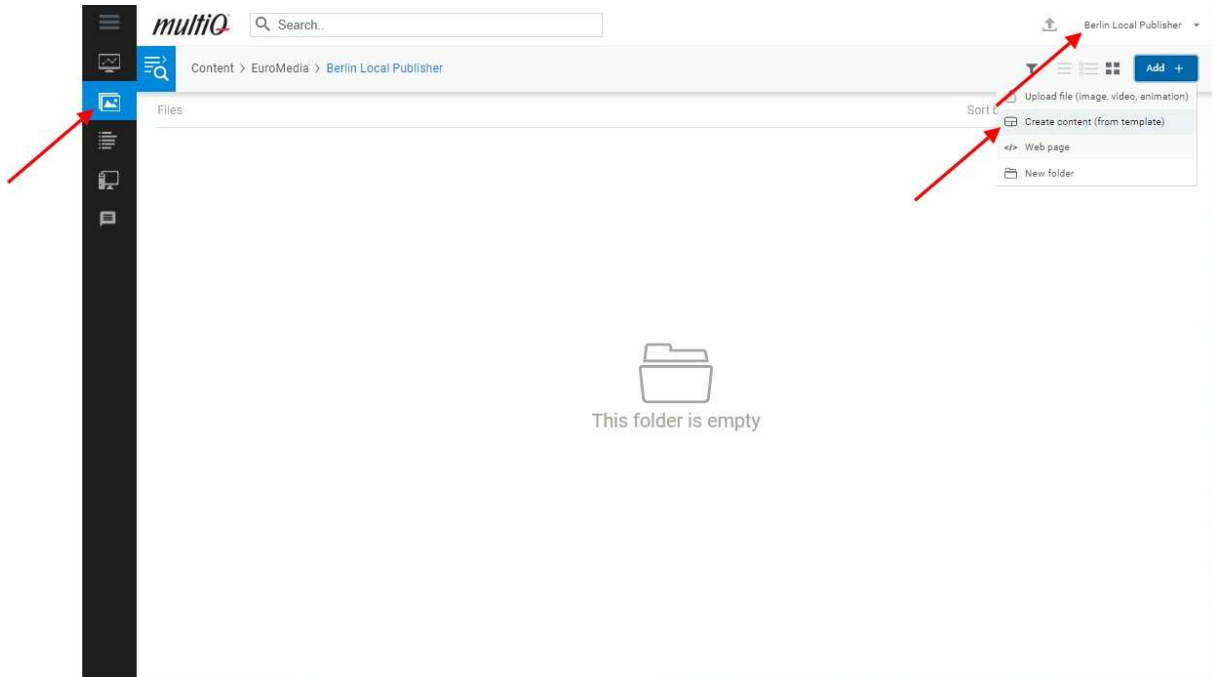 multiQ
Search..
Berlin Local Publisher
Content > EuroMedia > Berlin Local Publisher
Add +
Files
Sort
Upload file (image, video, animation)
Create content (from template)
</> Web page
New folder
This folder is empty